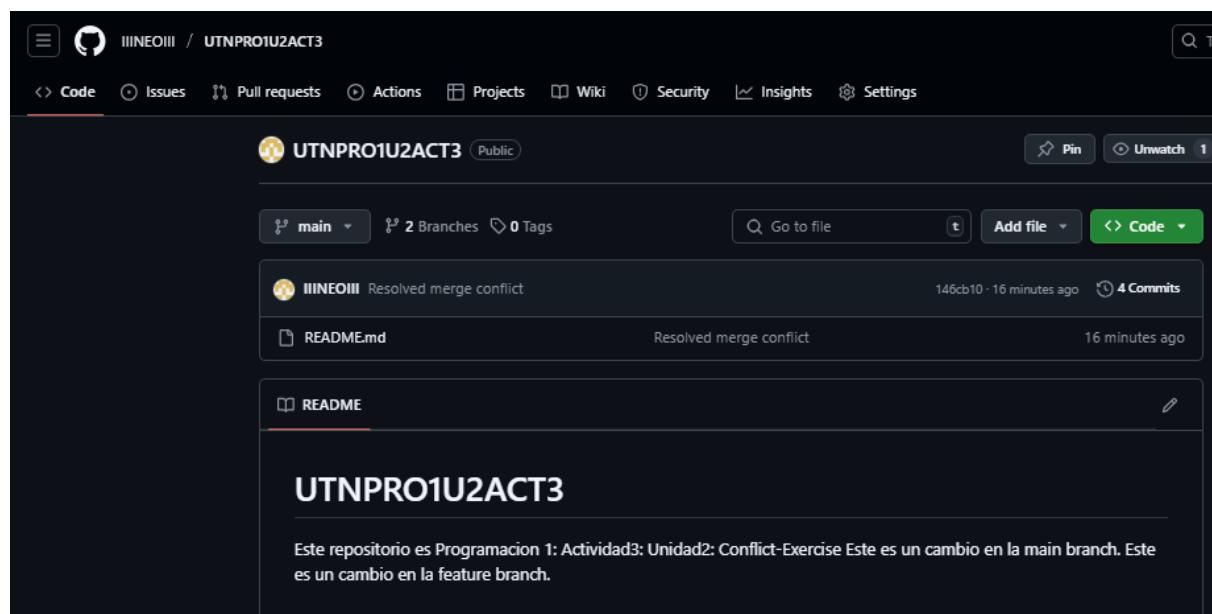 IIINEOIII / UTNPRO1U2ACT3
Code Issues Pull requests Actions Projects Wiki Security Insights Settings
UTNPRO1U2ACT3 Public Pin Unwatch 1
main 2 Branches 0 Tags Go to file t Add file Code
IIINEOIII Resolved merge conflict 146cb10 · 16 minutes ago 4 Commits
README.md Resolved merge conflict 16 minutes ago
README
UTNPRO1U2ACT3
Este repositorio es Programacion 1: Actividad3: Unidad2: Conflict-Exercise Este es un cambio en la main branch. Este
es un cambio en la feature branch.